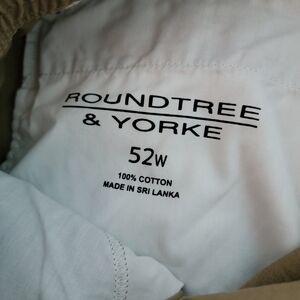 ROUNDTREE
& YORKE
52W
100% COTTON
MADE IN SRI LANKA